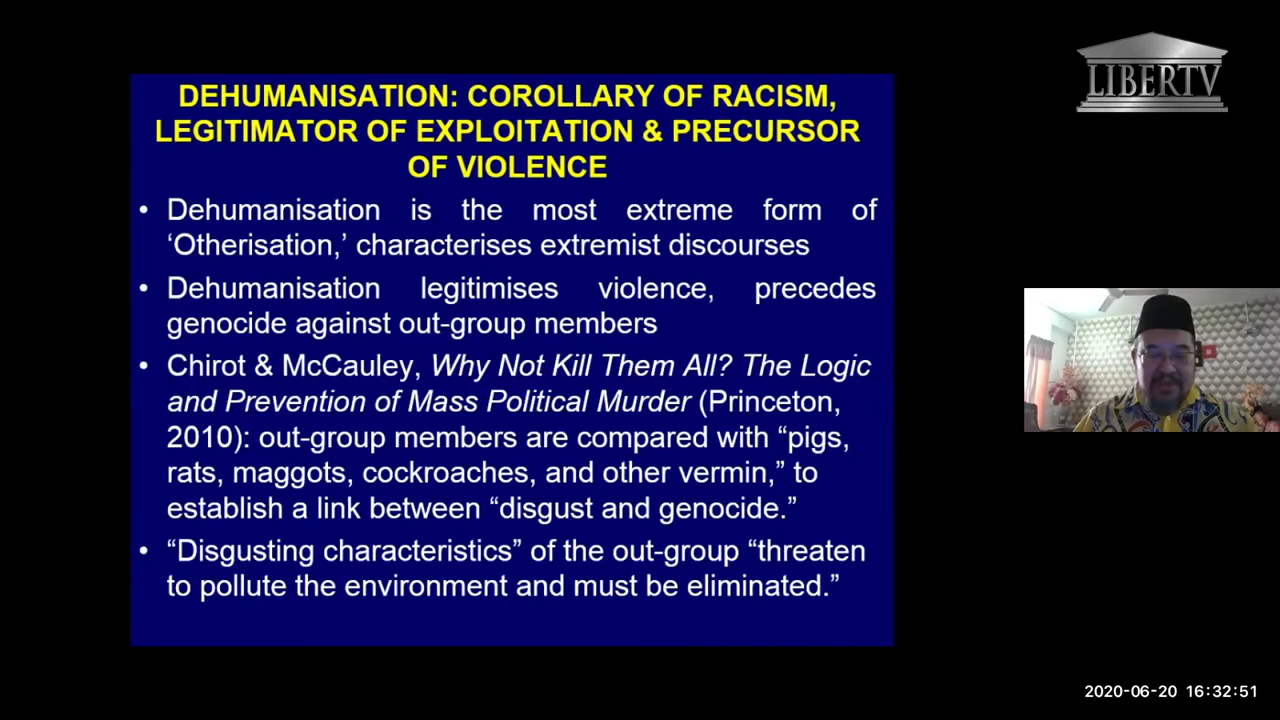 LIBERTV
DEHUMANISATION: COROLLARY OF RACISM,
LEGITIMATOR OF EXPLOITATION & PRECURSOR
OF VIOLENCE
• Dehumanisation is the most extreme form of
‘Otherisation,’ characterises extremist discourses
• Dehumanisation legitimises violence, precedes
genocide against out-group members
• Chirot & McCauley, Why Not Kill Them All? The Logic
and Prevention of Mass Political Murder (Princeton,
2010): out-group members are compared with “pigs,
rats, maggots, cockroaches, and other vermin,” to
establish a link between “disgust and genocide.”
• “Disgusting characteristics” of the out-group “threaten
to pollute the environment and must be eliminated.”
2020-06-20 16:32:51